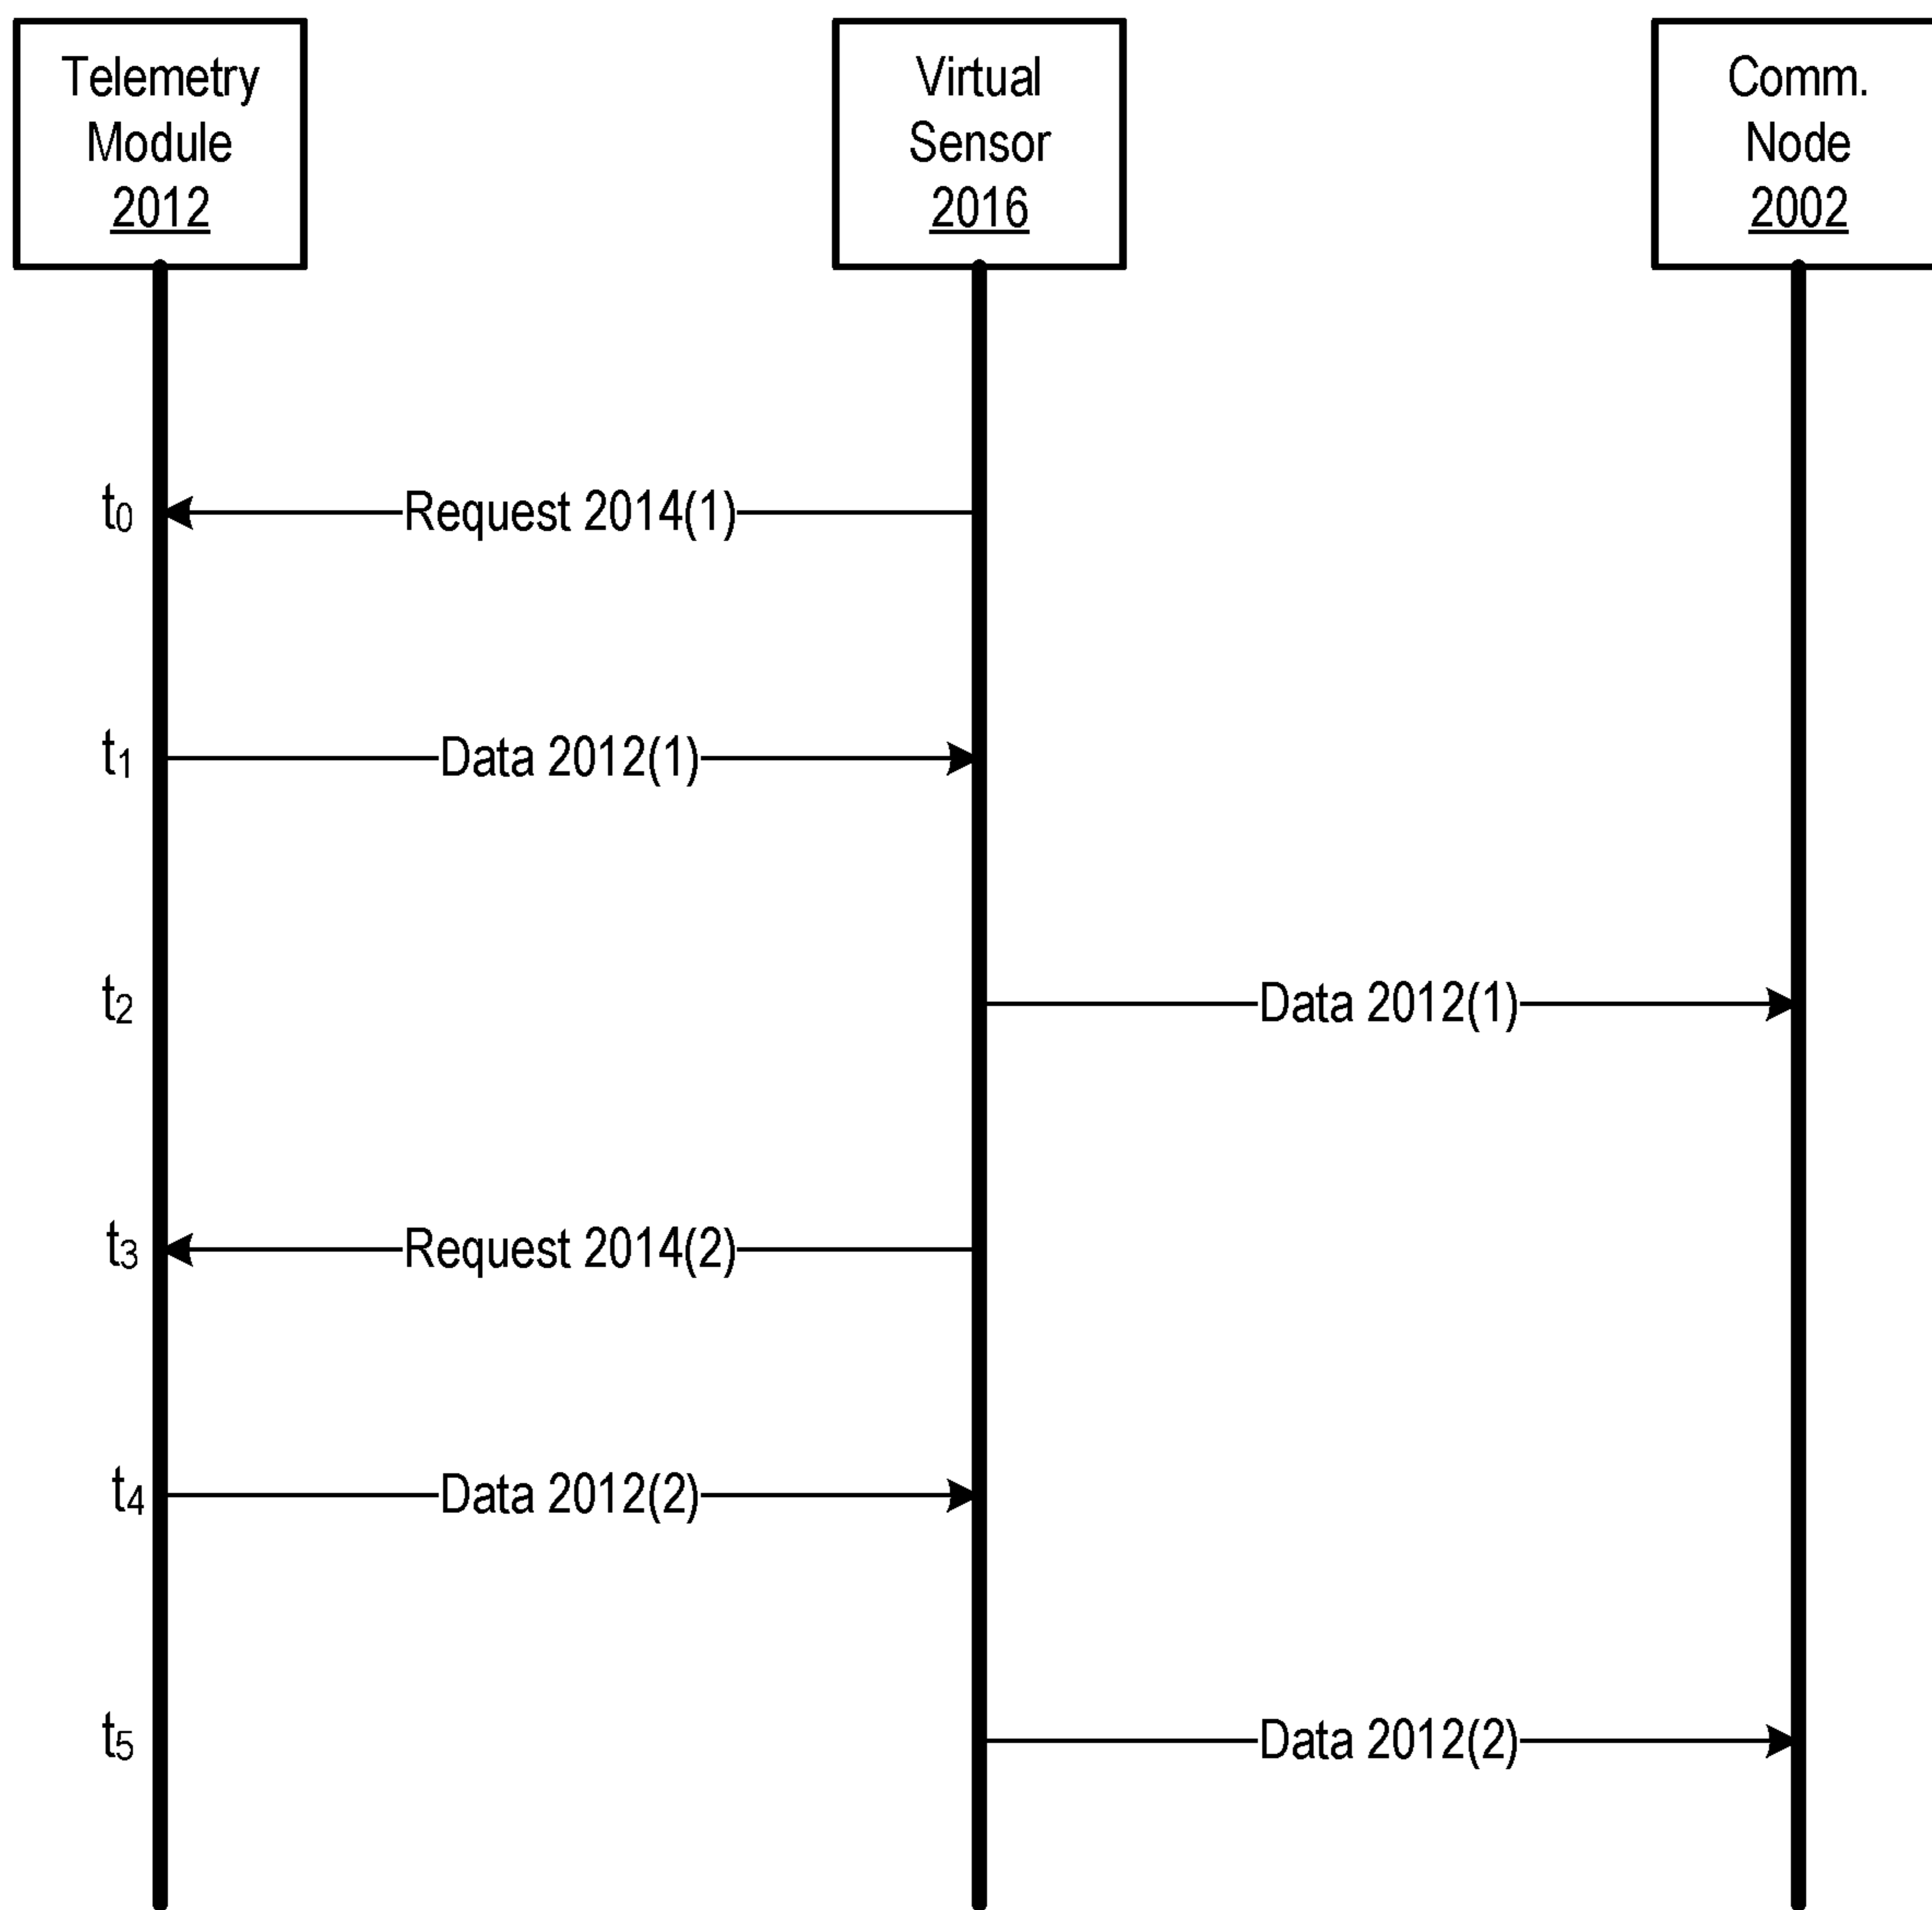 Telemetry
Module
2012
Virtual
Sensor
2016
Comm.
Node
2002
t0
Request 2014(1)
t1
Data 2012(1)
t2
Data 2012(1)
t3
Request 2014(2)
t4
Data 2012(2)
t5
Data 2012(2)